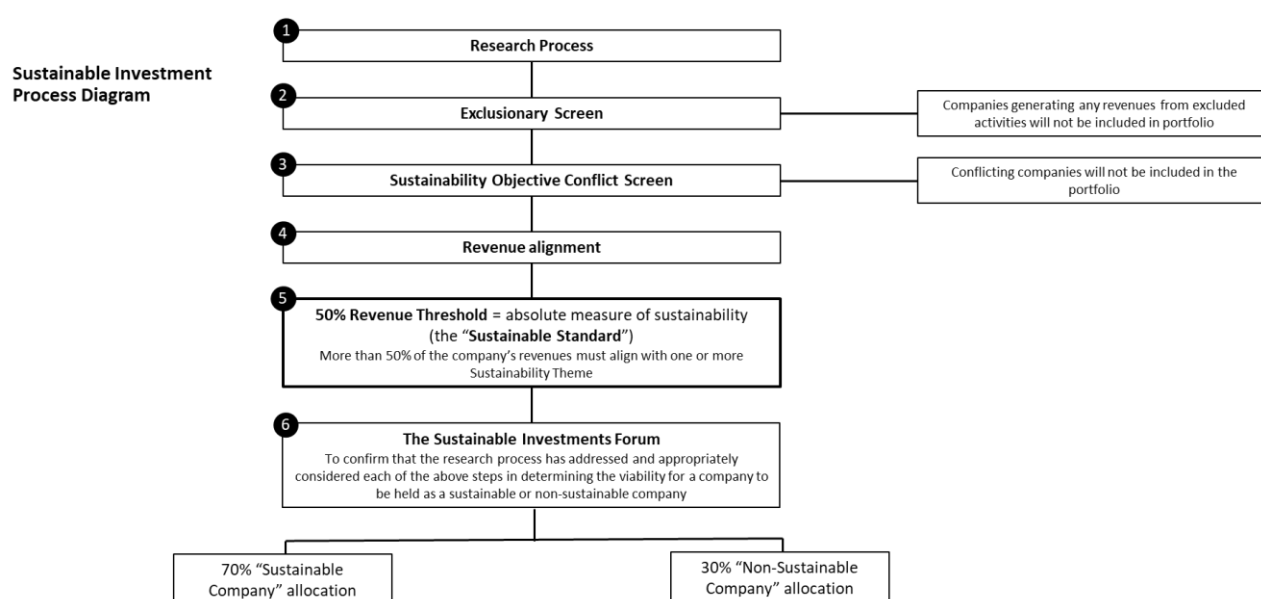 1
Research Process
Sustainable Investment
Process Diagram
2
Exclusionary Screen
Companies generating any revenues from excluded
activities will not be included in portfolio
3
Sustainability Objective Conflict Screen
Conflicting companies will not be included in the
portfolio
4
Revenue alignment
5
50% Revenue Threshold = absolute measure of sustainability
(the “Sustainable Standard”)
More than 50% of the company’s revenues must align with one or more
Sustainability Theme
6
The Sustainable Investments Forum
To confirm that the research process has addressed and appropriately
considered each of the above steps in determining the viability for a company to
be held as a sustainable or non-sustainable company
70% “Sustainable
Company” allocation
30% “Non-Sustainable
Company” allocation